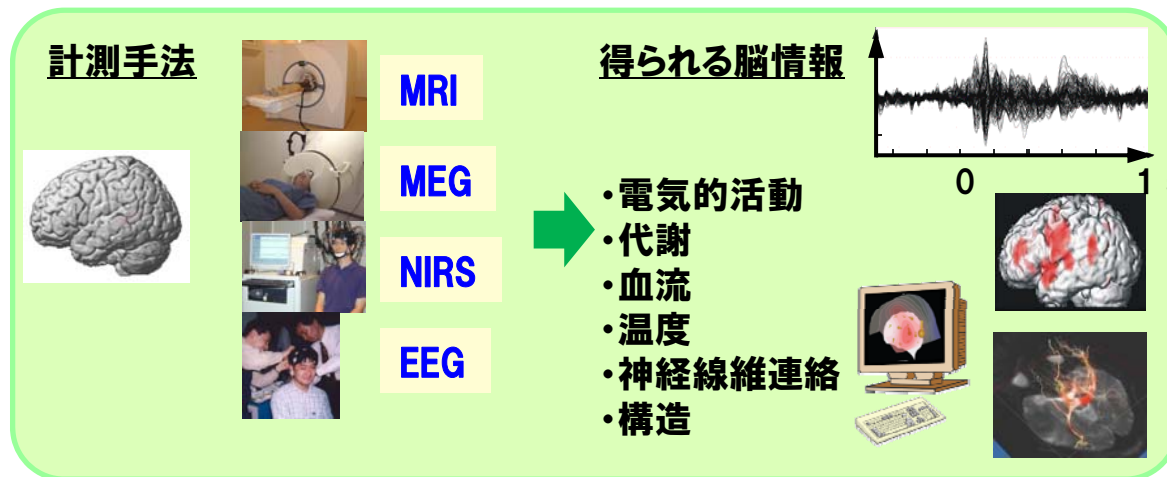 計測手法
MRI
MEG
NIRS
EEG
得られる脳情報
0 1
・電気的活動
・代謝
・血流
・温度
・神経線維連絡
・構造